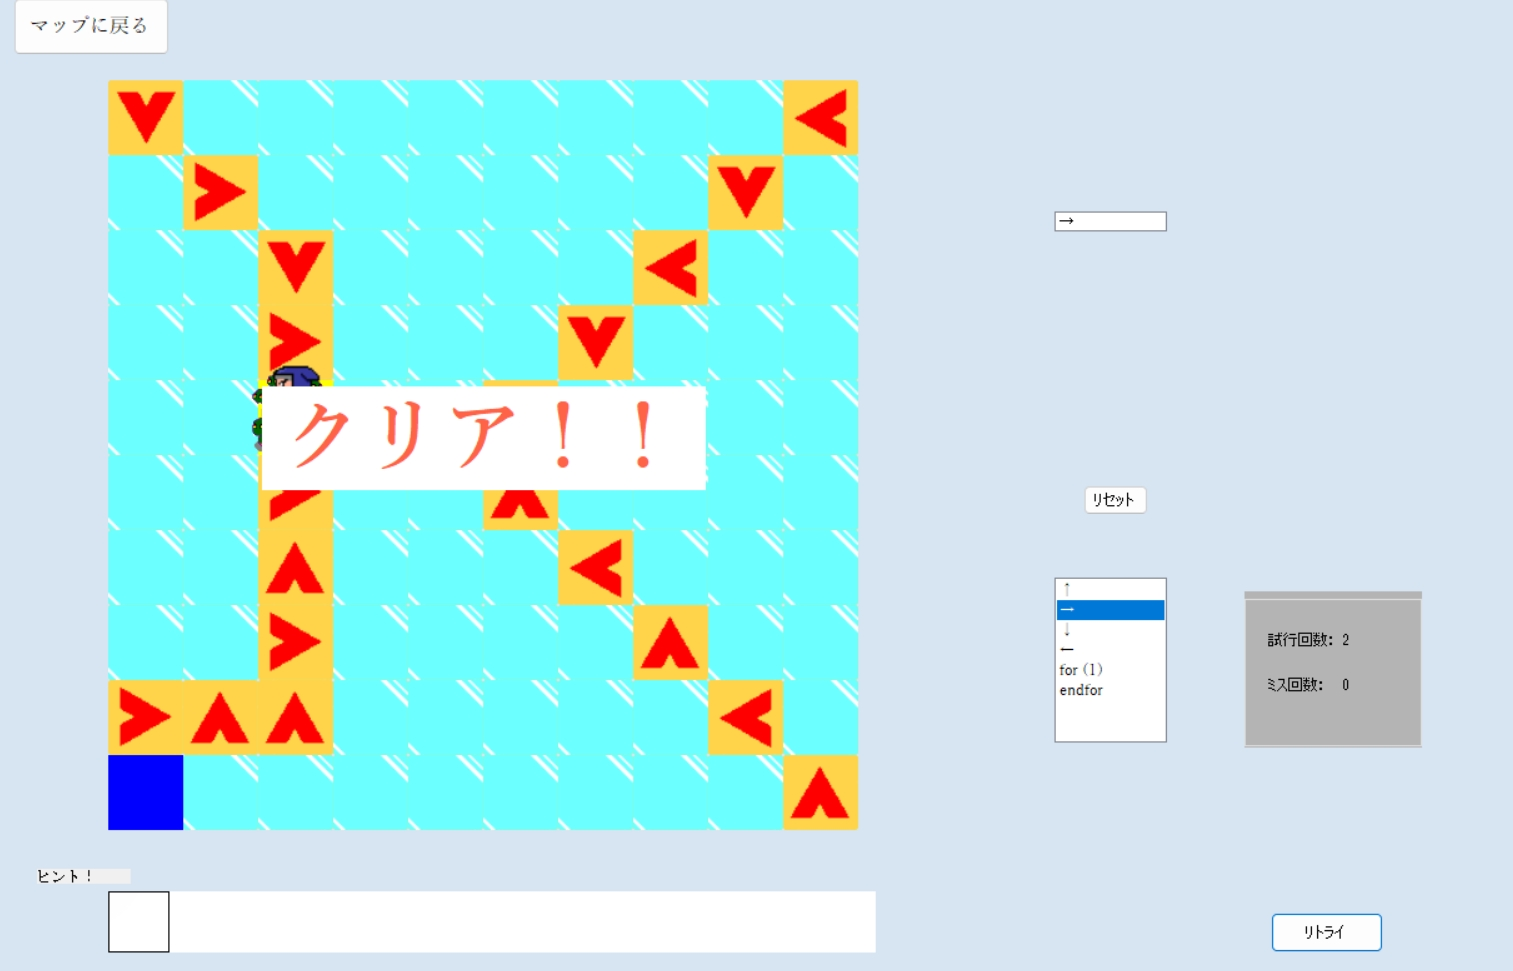 マップに戻る
→
クリア！！
リセット
↑
→
↓
←
for (1)
endfor
試行回数: 2
ミス回数: 0
ヒント！
リトライ